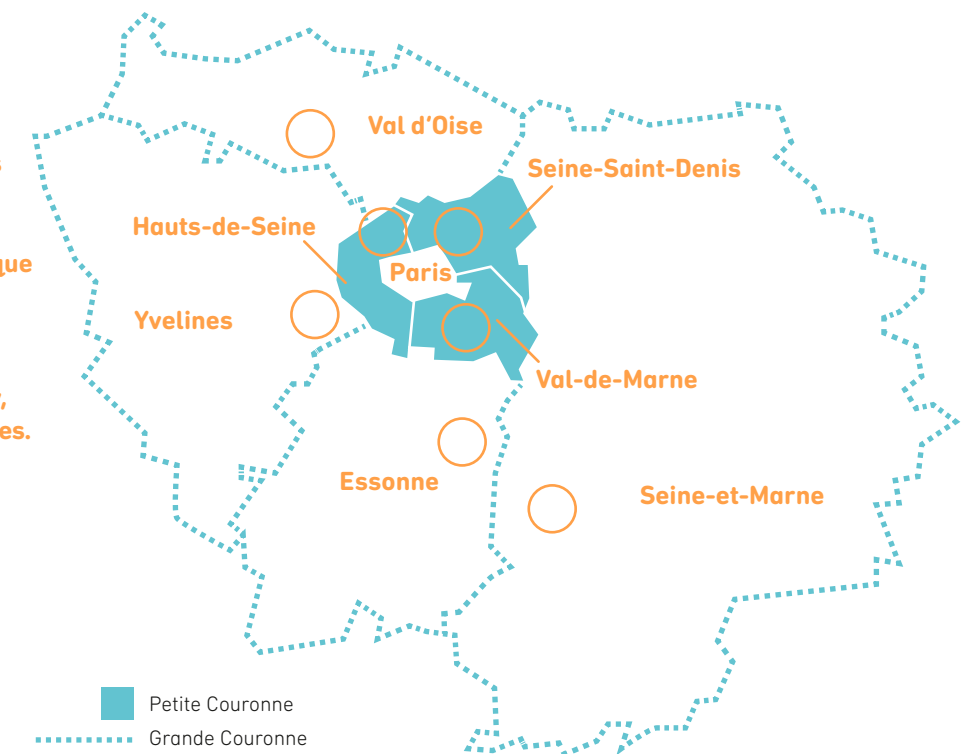 Val d'Oise
Seine-Saint-Denis
Hauts-de-Seine
Paris
Yvelines
Val-de-Marne
es.
Essonne
Seine-et-Marne
Petite Couronne
Grande Couronne